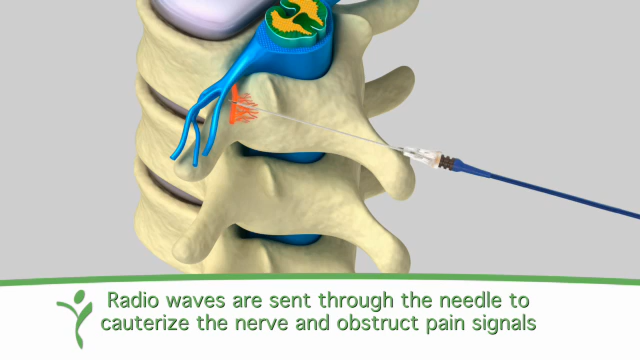 Radio waves are sent through the needle to
cauterize the nerve and obstruct pain signals